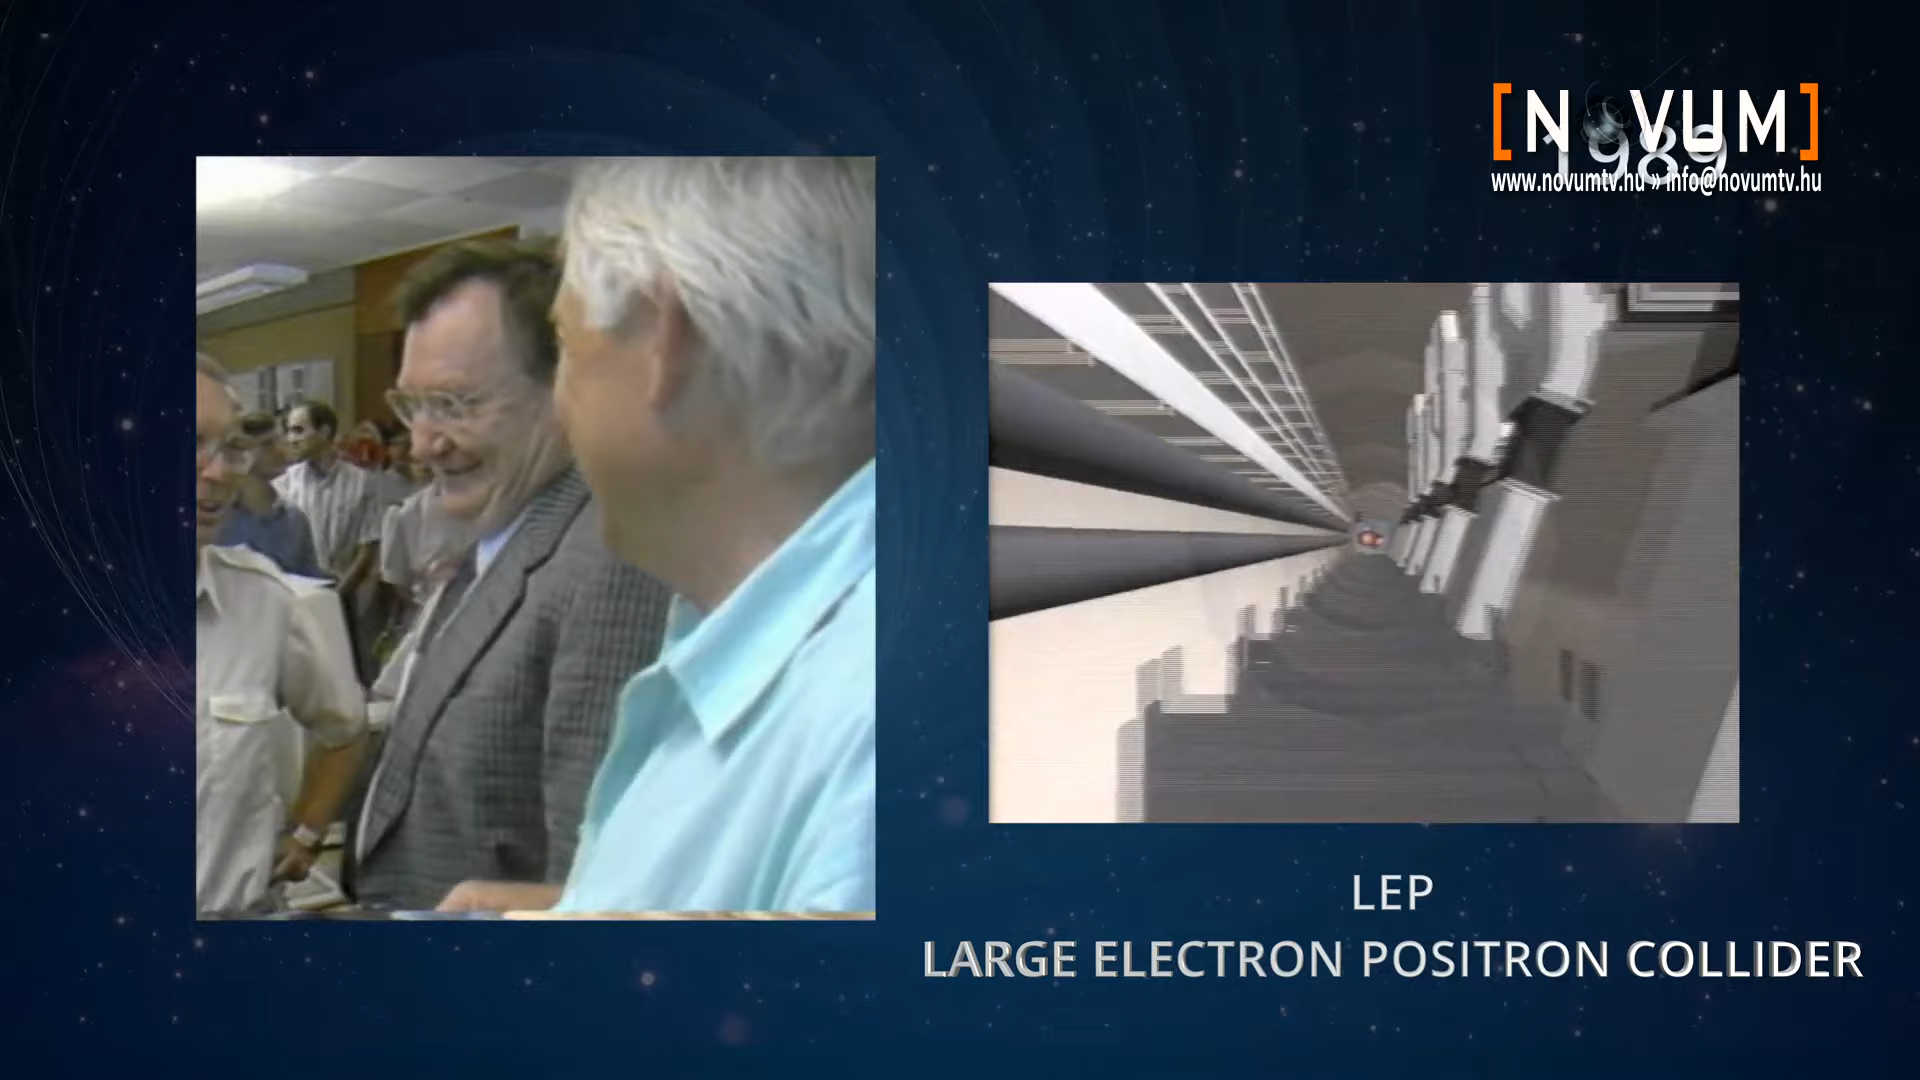 [NOVUM]
1989
www.novumtv.hu » info@novumtv.hu
LEP
LARGE ELECTRON POSITRON COLLIDER